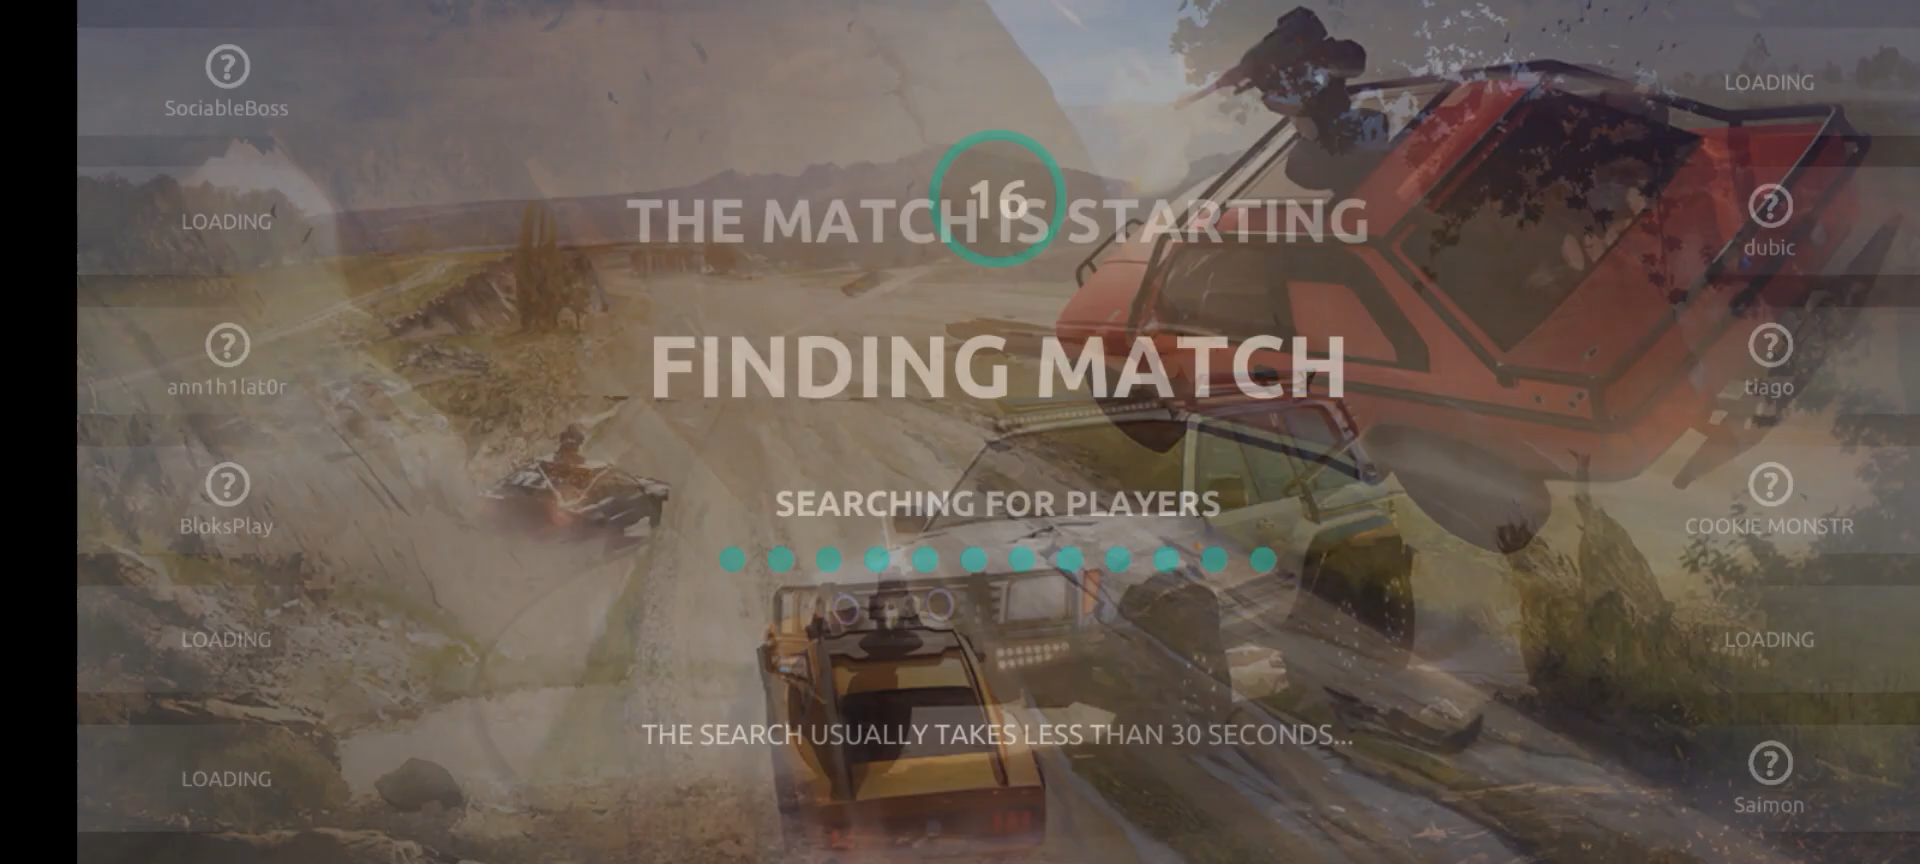 SociableBoss
LOADING
ann1h1lat0r
BloksPlay
LOADING
LOADING
16
THE MATCH IS STARTING
FINDING MATCH
SEARCHING FOR PLAYERS
THE SEARCH USUALLY TAKES LESS THAN 30 SECONDS...
LOADING
dubic
tiago
COOKIE MONSTR
LOADING
Saimon